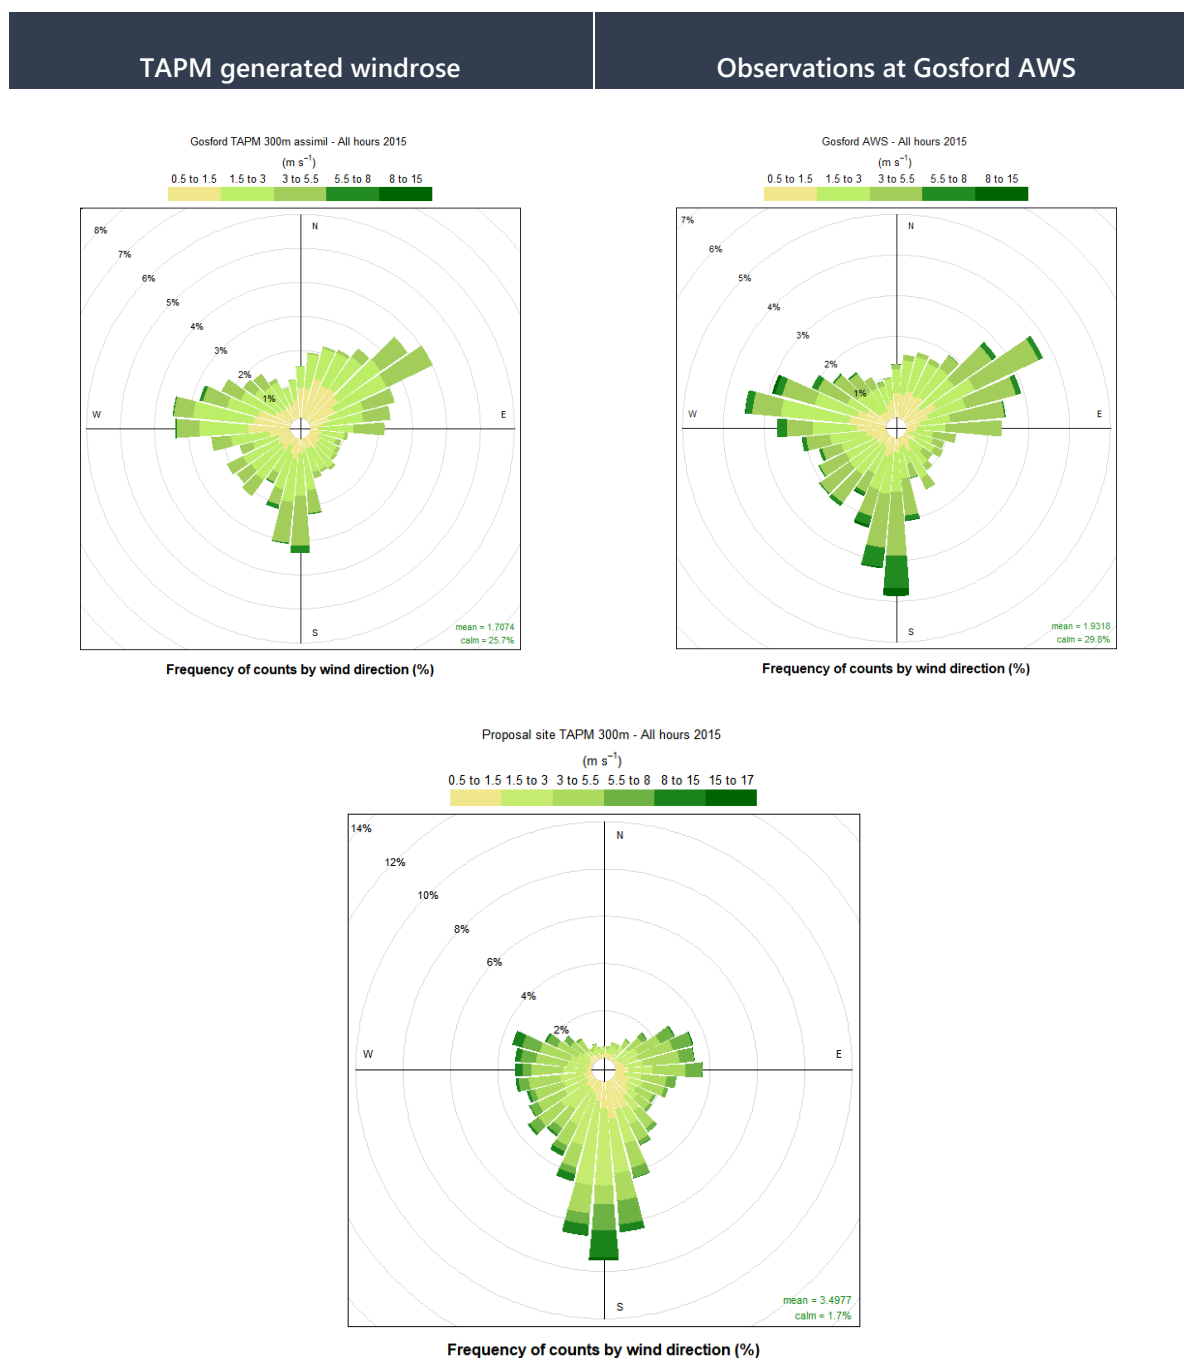 TAPM generated windrose
Observations at Gosford AWS
Gosford TAPM 300m assimil - All hours 2015
(m s⁻¹)
0.5 to 1.5 1.5 to 3 3 to 5.5 5.5 to 8 8 to 15
8%
7%
6%
5%
4%
3%
2%
1%
N
W
E
S
mean = 1.7074
calm = 25.7%
Frequency of counts by wind direction (%)
Gosford AWS - All hours 2015
(m s⁻¹)
0.5 to 1.5 1.5 to 3 3 to 5.5 5.5 to 8 8 to 15
7%
6%
5%
4%
3%
2%
1%
N
W
E
S
mean = 1.9318
calm = 29.8%
Frequency of counts by wind direction (%)
Proposal site TAPM 300m - All hours 2015
(m s⁻¹)
0.5 to 1.5 1.5 to 3 3 to 5.5 5.5 to 8 8 to 15 15 to 17
14%
12%
10%
8%
6%
4%
2%
N
W
E
S
mean = 3.4977
calm = 1.7%
Frequency of counts by wind direction (%)